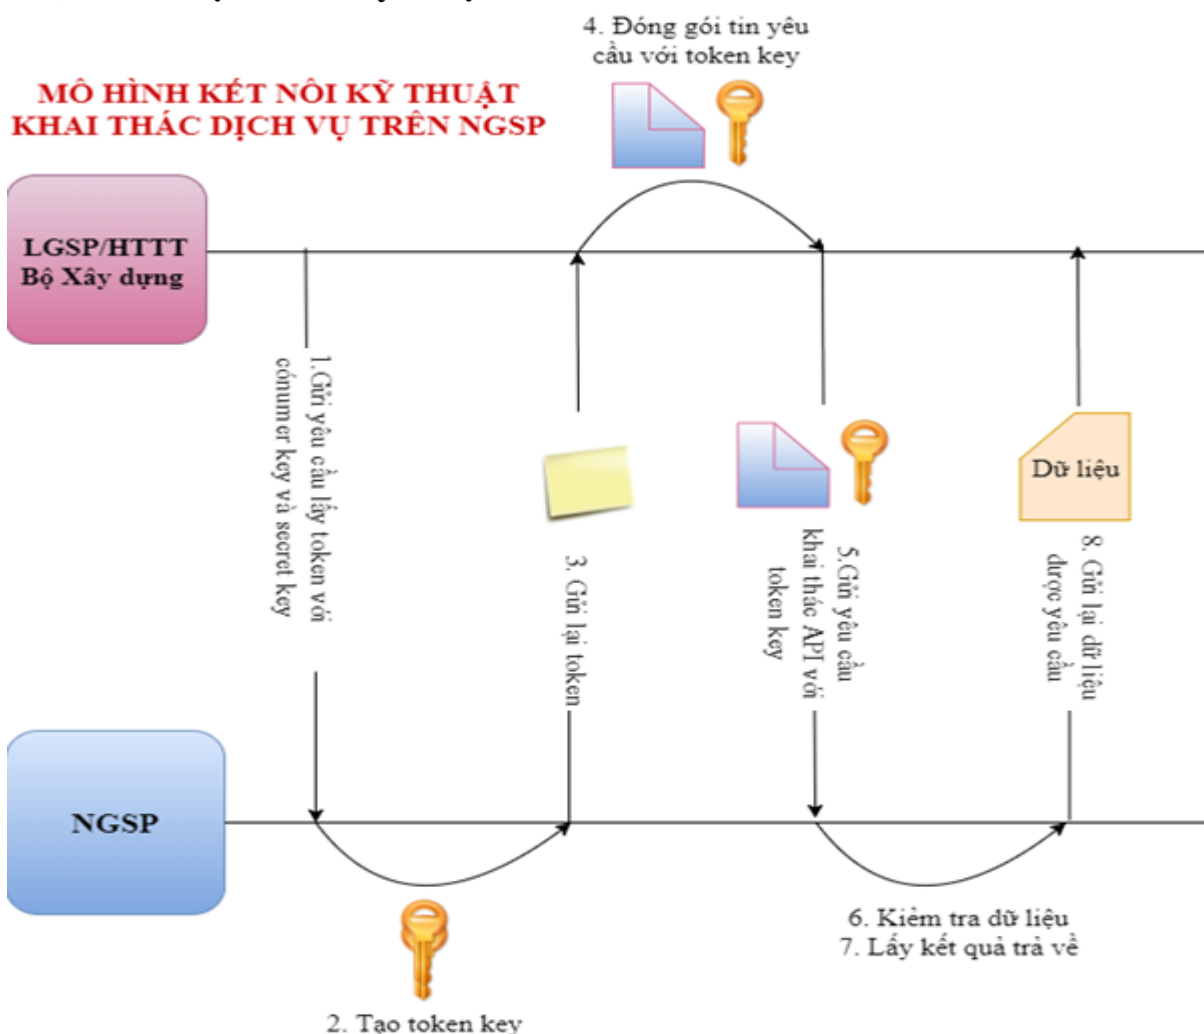 4. Đóng gói tin yêu
cầu với token key
MÔ HÌNH KẾT NỐI KỸ THUẬT
KHAI THÁC DỊCH VỤ TRÊN NGSP
LGSP/HTTT
Bộ Xây dựng
1.Gửi yêu cầu lấy token với
cónumer key và secret key
3. Gửi lại token
5.Gửi yêu cầu
khai thác API với
token key
Dữ liệu
8. Gửi lại dữ liệu
được yêu cầu
NGSP
2. Tạo token key
6. Kiểm tra dữ liệu
7. Lấy kết quả trả về